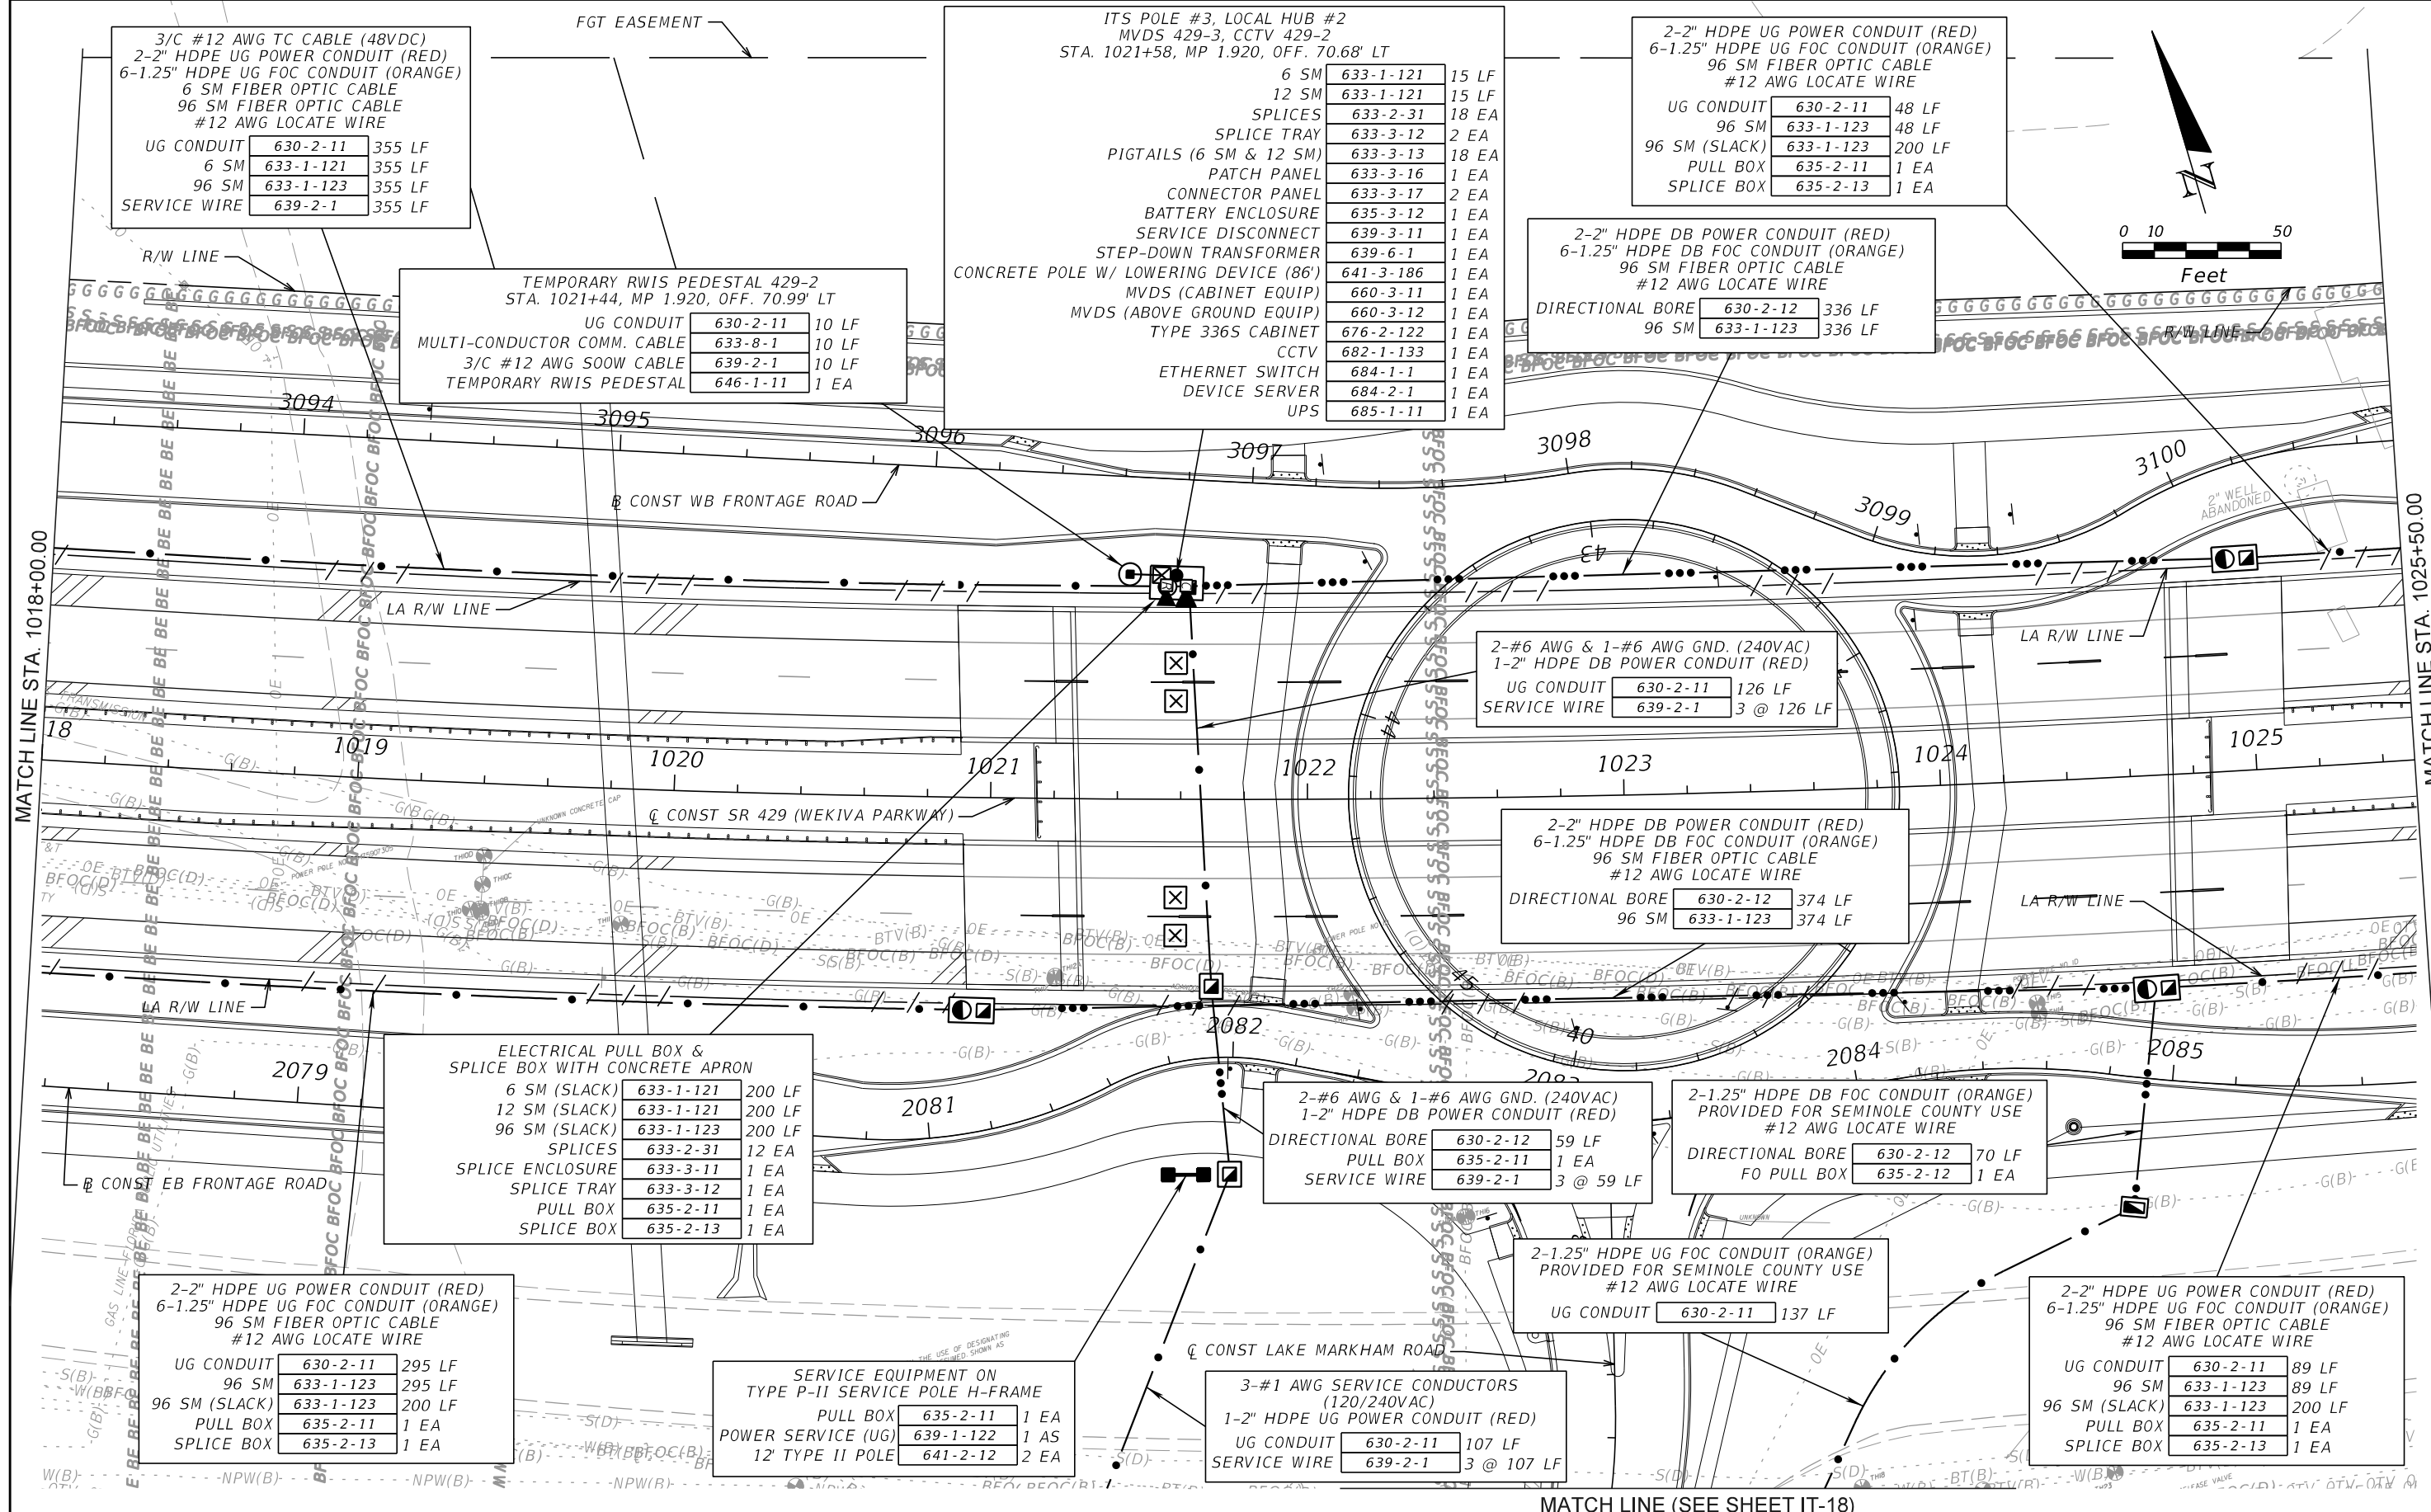 3/C #12 AWG TC CABLE (48VDC)
2-2" HDPE UG POWER CONDUIT (RED)
6-1.25" HDPE UG FOC CONDUIT (ORANGE)
6 SM FIBER OPTIC CABLE
96 SM FIBER OPTIC CABLE
#12 AWG LOCATE WIRE
UG CONDUIT 630-2-11 355 LF
6 SM 633-1-121 355 LF
96 SM 633-1-123 355 LF
SERVICE WIRE 639-2-1 355 LF
FGT EASEMENT
ITS POLE #3, LOCAL HUB #2
MVDS 429-3, CCTV 429-2
STA. 1021+58, MP 1.920, OFF. 70.68' LT
6 SM 633-1-121 15 LF
12 SM 633-1-121 15 LF
SPLICES 633-2-31 18 EA
SPLICE TRAY 633-3-12 2 EA
PIGTAILS (6 SM & 12 SM) 633-3-13 18 EA
PATCH PANEL 633-3-16 1 EA
CONNECTOR PANEL 633-3-17 2 EA
BATTERY ENCLOSURE 635-3-12 1 EA
SERVICE DISCONNECT 639-3-11 1 EA
STEP-DOWN TRANSFORMER 639-6-1 1 EA
CONCRETE POLE W/ LOWERING DEVICE (86') 641-3-186 1 EA
MVDS (CABINET EQUIP) 660-3-11 1 EA
MVDS (ABOVE GROUND EQUIP) 660-3-12 1 EA
TYPE 336S CABINET 676-2-122 1 EA
CCTV 682-1-133 1 EA
ETHERNET SWITCH 684-1-1 1 EA
DEVICE SERVER 684-2-1 1 EA
UPS 685-1-11 1 EA
2-2" HDPE UG POWER CONDUIT (RED)
6-1.25" HDPE UG FOC CONDUIT (ORANGE)
96 SM FIBER OPTIC CABLE
#12 AWG LOCATE WIRE
UG CONDUIT 630-2-11 48 LF
96 SM 633-1-123 48 LF
96 SM (SLACK) 633-1-123 200 LF
PULL BOX 635-2-11 1 EA
SPLICE BOX 635-2-13 1 EA
N
0 10 50
Feet
R/W LINE
TEMPORARY RWIS PEDESTAL 429-2
STA. 1021+44, MP 1.920, OFF. 70.99' LT
UG CONDUIT 630-2-11 10 LF
MULTI-CONDUCTOR COMM. CABLE 633-8-1 10 LF
3/C #12 AWG SOOW CABLE 639-2-1 10 LF
TEMPORARY RWIS PEDESTAL 646-1-11 1 EA
2-2" HDPE DB POWER CONDUIT (RED)
6-1.25" HDPE DB FOC CONDUIT (ORANGE)
96 SM FIBER OPTIC CABLE
#12 AWG LOCATE WIRE
DIRECTIONAL BORE 630-2-12 336 LF
96 SM 633-1-123 336 LF
R/W LINE
3094
3095
3096
3097
3098
3099
3100
2" WELL
ABANDONED
℄ CONST WB FRONTAGE ROAD
43
LA R/W LINE
LA R/W LINE
MATCH LINE STA. 1018+00.00
MATCH LINE STA. 1025+50.00
2-#6 AWG & 1-#6 AWG GND. (240VAC)
1-2" HDPE DB POWER CONDUIT (RED)
UG CONDUIT 630-2-11 126 LF
SERVICE WIRE 639-2-1 3 @ 126 LF
44
TRANSMISSION
18
1019
1020
1021
1022
1023
1024
1025
UNKNOWN CONCRETE CAP
℄ CONST SR 429 (WEKIVA PARKWAY)
2-2" HDPE DB POWER CONDUIT (RED)
6-1.25" HDPE DB FOC CONDUIT (ORANGE)
96 SM FIBER OPTIC CABLE
#12 AWG LOCATE WIRE
DIRECTIONAL BORE 630-2-12 374 LF
96 SM 633-1-123 374 LF
LA R/W LINE
45
LA R/W LINE
40
2079
2081
2082
2083
2084
2085
ELECTRICAL PULL BOX &
SPLICE BOX WITH CONCRETE APRON
6 SM (SLACK) 633-1-121 200 LF
12 SM (SLACK) 633-1-121 200 LF
96 SM (SLACK) 633-1-123 200 LF
SPLICES 633-2-31 12 EA
SPLICE ENCLOSURE 633-3-11 1 EA
SPLICE TRAY 633-3-12 1 EA
PULL BOX 635-2-11 1 EA
SPLICE BOX 635-2-13 1 EA
2-#6 AWG & 1-#6 AWG GND. (240VAC)
1-2" HDPE DB POWER CONDUIT (RED)
DIRECTIONAL BORE 630-2-12 59 LF
PULL BOX 635-2-11 1 EA
SERVICE WIRE 639-2-1 3 @ 59 LF
2-1.25" HDPE DB FOC CONDUIT (ORANGE)
PROVIDED FOR SEMINOLE COUNTY USE
#12 AWG LOCATE WIRE
DIRECTIONAL BORE 630-2-12 70 LF
FO PULL BOX 635-2-12 1 EA
℄ CONST EB FRONTAGE ROAD
UNKNOWN
2-2" HDPE UG POWER CONDUIT (RED)
6-1.25" HDPE UG FOC CONDUIT (ORANGE)
96 SM FIBER OPTIC CABLE
#12 AWG LOCATE WIRE
UG CONDUIT 630-2-11 295 LF
96 SM 633-1-123 295 LF
96 SM (SLACK) 633-1-123 200 LF
PULL BOX 635-2-11 1 EA
SPLICE BOX 635-2-13 1 EA
SERVICE EQUIPMENT ON
TYPE P-II SERVICE POLE H-FRAME
PULL BOX 635-2-11 1 EA
POWER SERVICE (UG) 639-1-122 1 AS
12' TYPE II POLE 641-2-12 2 EA
℄ CONST LAKE MARKHAM ROAD
3-#1 AWG SERVICE CONDUCTORS
(120/240VAC)
1-2" HDPE UG POWER CONDUIT (RED)
UG CONDUIT 630-2-11 107 LF
SERVICE WIRE 639-2-1 3 @ 107 LF
2-1.25" HDPE UG FOC CONDUIT (ORANGE)
PROVIDED FOR SEMINOLE COUNTY USE
#12 AWG LOCATE WIRE
UG CONDUIT 630-2-11 137 LF
2-2" HDPE UG POWER CONDUIT (RED)
6-1.25" HDPE UG FOC CONDUIT (ORANGE)
96 SM FIBER OPTIC CABLE
#12 AWG LOCATE WIRE
UG CONDUIT 630-2-11 89 LF
96 SM 633-1-123 89 LF
96 SM (SLACK) 633-1-123 200 LF
PULL BOX 635-2-11 1 EA
SPLICE BOX 635-2-13 1 EA
MATCH LINE (SEE SHEET IT-18)